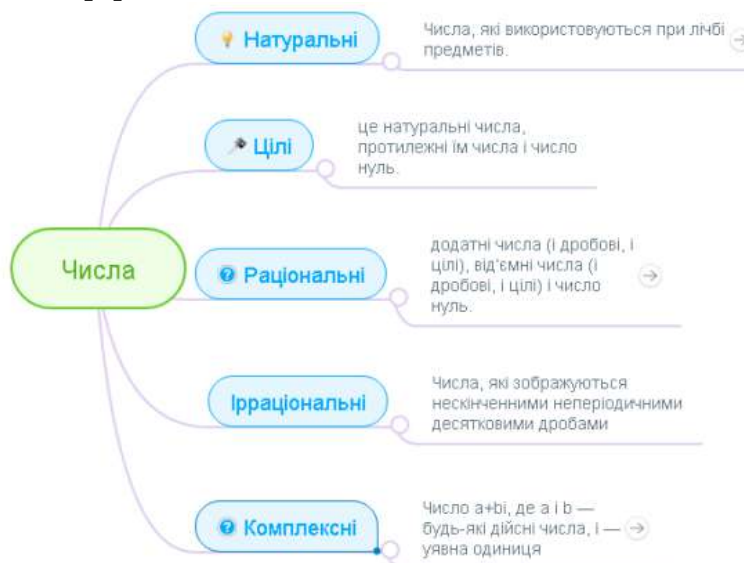 Натуральні
Числа, які використовуються при лічбі
предметів.
Цілі
це натуральні числа,
протилежні їм числа і число
нуль.
Числа
Раціональні
додатні числа (і дробові, і
цілі), від'ємні числа (і
дробові, і цілі) і число
нуль.
Ірраціональні
Числа, які зображуються
нескінченними неперіодичними
десятковими дробами
Комплексні
Число a+bi, де a і b —
будь-які дійсні числа, і —
уявна одиниця